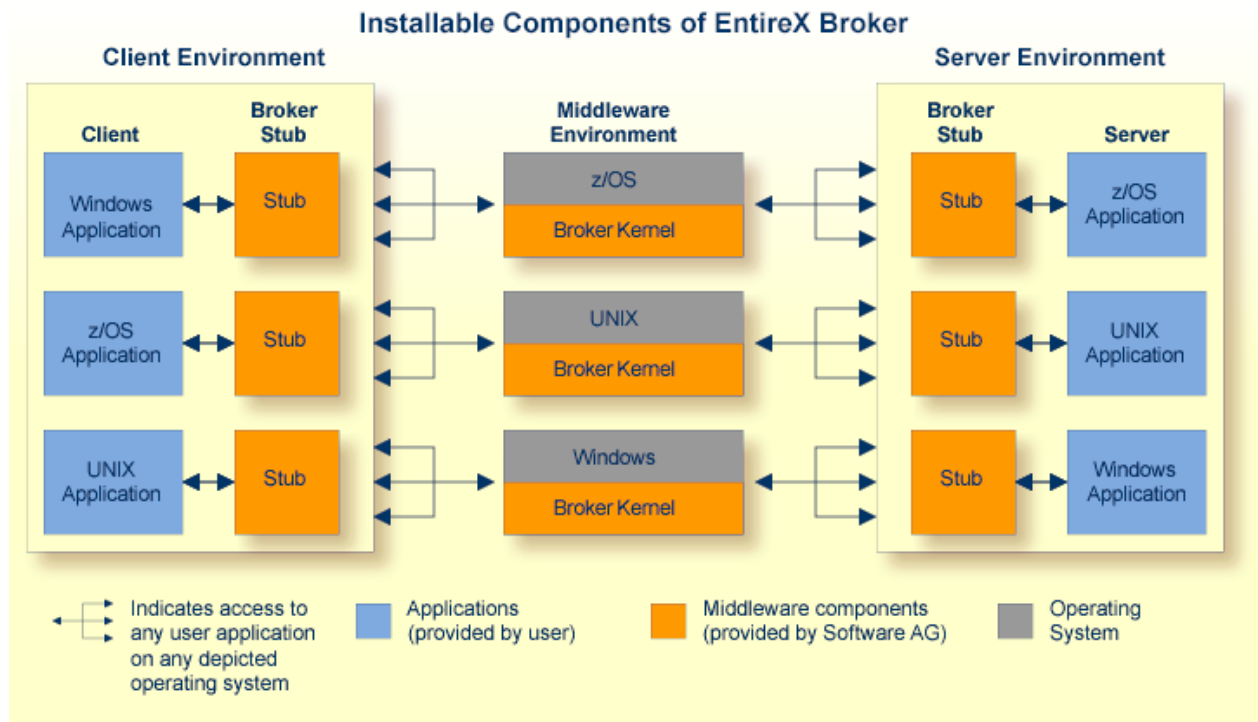 Installable Components of EntireX Broker
Client Environment
Server Environment
Client
Broker
Stub
Middleware
Environment
Broker
Stub
Server
Windows
Application
Stub
z/OS
Broker Kernel
Stub
z/OS
Application
z/OS
Application
Stub
UNIX
Broker Kernel
Stub
UNIX
Application
UNIX
Application
Stub
Windows
Broker Kernel
Stub
Windows
Application
Indicates access to
any user application
on any depicted
operating system
Applications
(provided by user)
Middleware components
(provided by Software AG)
Operating
System